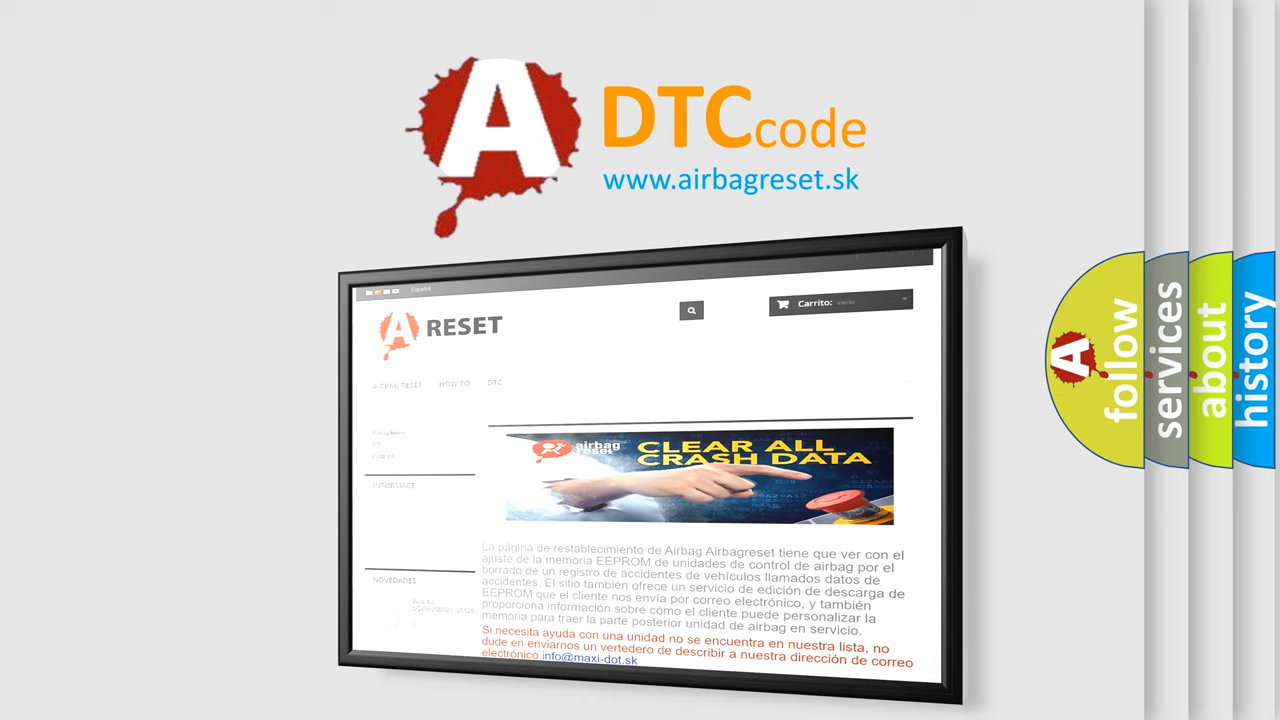 A DTCcode
www.airbagreset.sk
Español
A RESET
Carrito: vacío
AIRBAG RESET HOW TO DTC
airbag reset
CLEAR ALL
CRASH DATA
INFORMACE
La página de restablecimiento de Airbag Airbagreset tiene que ver con el
ajuste de la memoria EEPROM de unidades de control de airbag por el
borrado de un registro de accidentes de vehículos llamados datos de
accidentes. El sitio también ofrece un servicio de edición de descarga de
EEPROM que el cliente nos envía por correo electrónico, y también
proporciona información sobre cómo el cliente puede personalizar la
memoria para traer la parte posterior unidad de airbag en servicio.
Si necesita ayuda con una unidad no se encuentra en nuestra lista, no
dude en enviarnos un vertedero de describir a nuestra dirección de correo
electrónico info@maxi-dot.sk
NOVEDADES
A follow
services
about
history